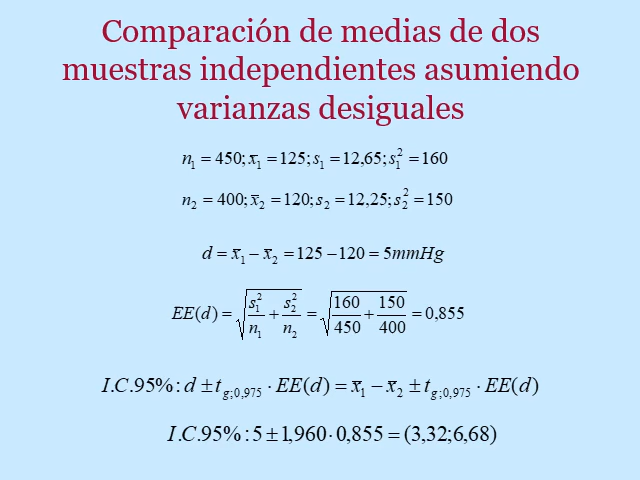 Comparación de medias de dos
muestras independientes asumiendo
varianzas desiguales
n₁ = 450; x̄₁ = 125; s₁ = 12,65; s₁² = 160
n₂ = 400; x̄₂ = 120; s₂ = 12,25; s₂² = 150
d = x̄₁ − x̄₂ = 125 − 120 = 5mmHg
EE(d) = √(s₁²/n₁ + s₂²/n₂) = √(160/450 + 150/400) = 0,855
I.C.95% : d ± t g;0,975 · EE(d) = x̄₁ − x̄₂ ± t g;0,975 · EE(d)
I.C.95% : 5 ± 1,960 · 0,855 = (3,32;6,68)